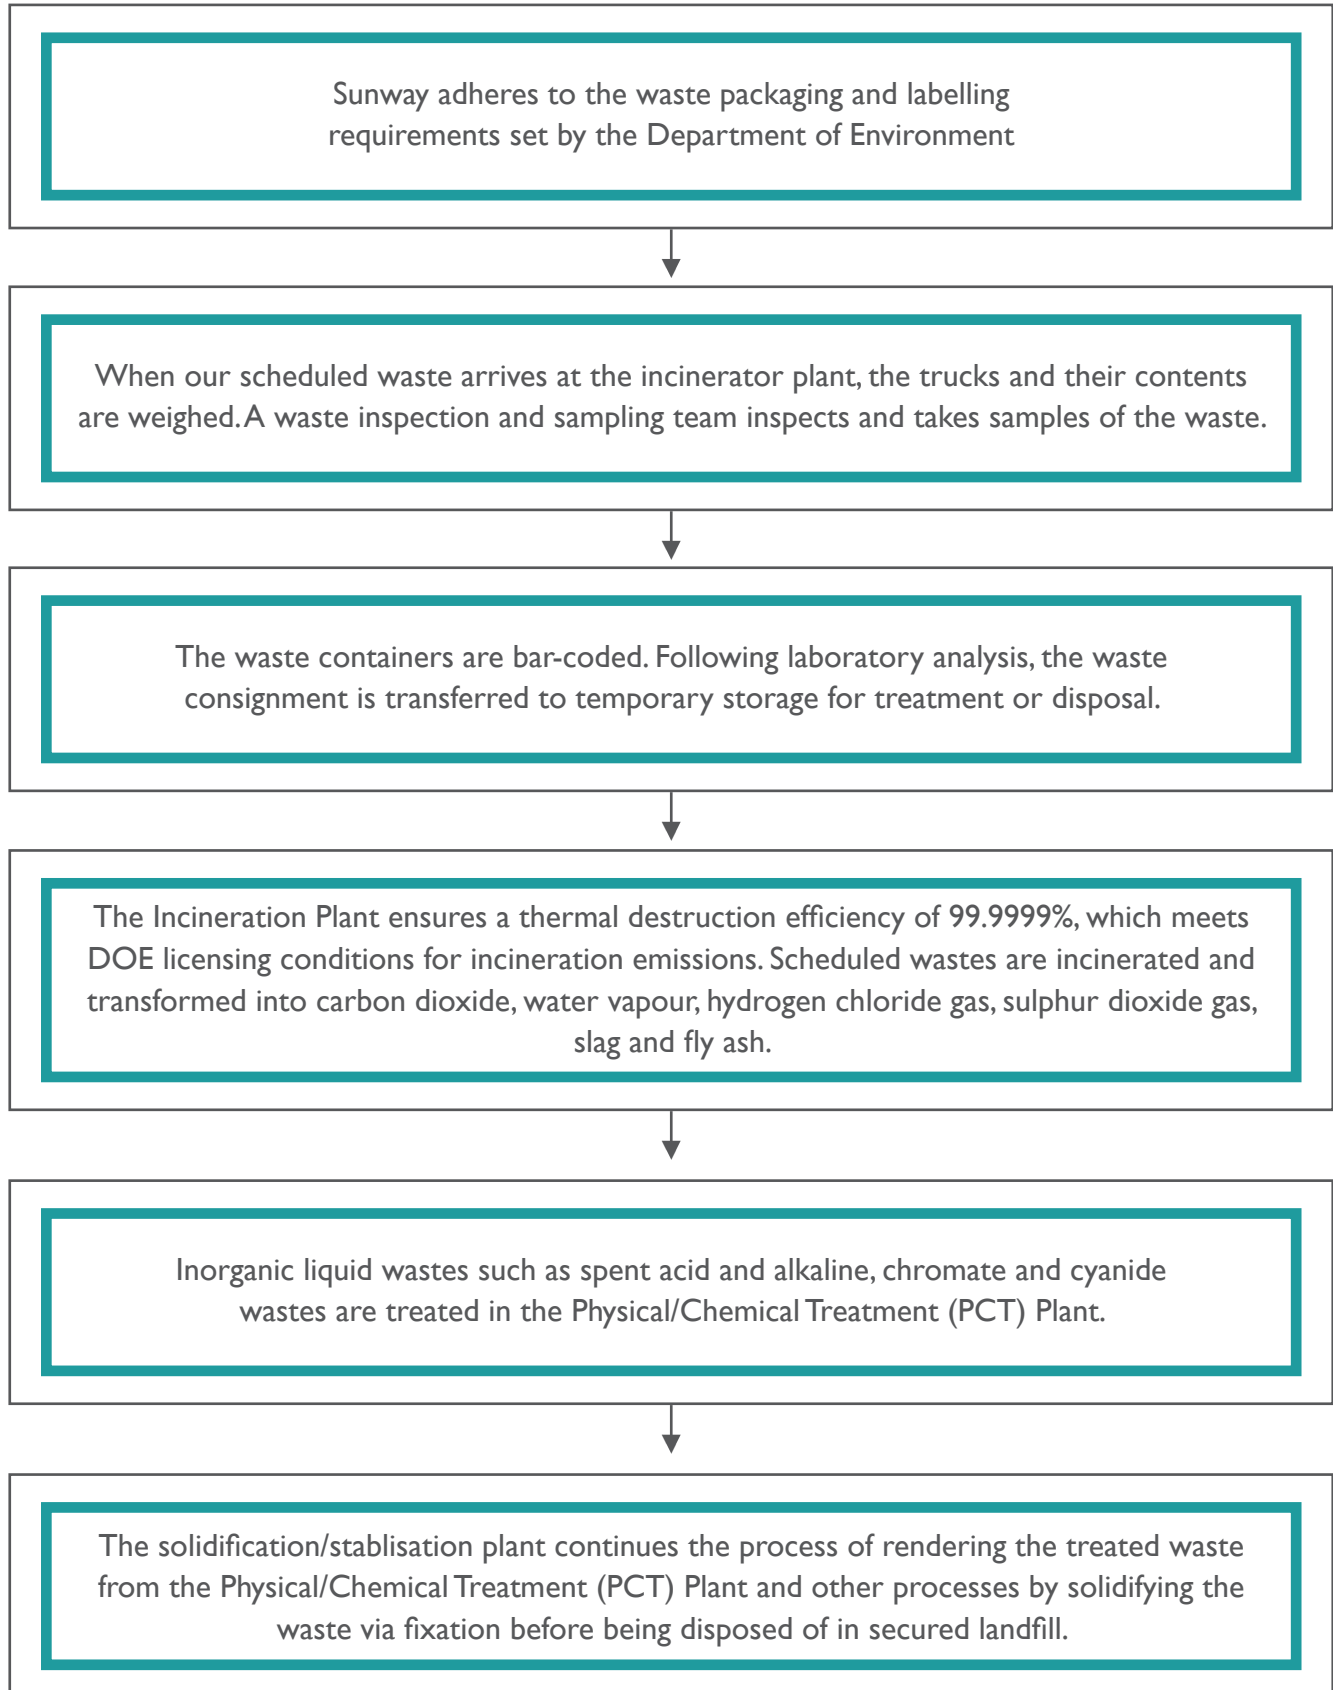 Sunway adheres to the waste packaging and labelling
requirements set by the Department of Environment
When our scheduled waste arrives at the incinerator plant, the trucks and their contents
are weighed. A waste inspection and sampling team inspects and takes samples of the waste.
The waste containers are bar-coded. Following laboratory analysis, the waste
consignment is transferred to temporary storage for treatment or disposal.
The Incineration Plant ensures a thermal destruction efficiency of 99.9999%, which meets
DOE licensing conditions for incineration emissions. Scheduled wastes are incinerated and
transformed into carbon dioxide, water vapour, hydrogen chloride gas, sulphur dioxide gas,
slag and fly ash.
Inorganic liquid wastes such as spent acid and alkaline, chromate and cyanide
wastes are treated in the Physical/Chemical Treatment (PCT) Plant.
The solidification/stablisation plant continues the process of rendering the treated waste
from the Physical/Chemical Treatment (PCT) Plant and other processes by solidifying the
waste via fixation before being disposed of in secured landfill.